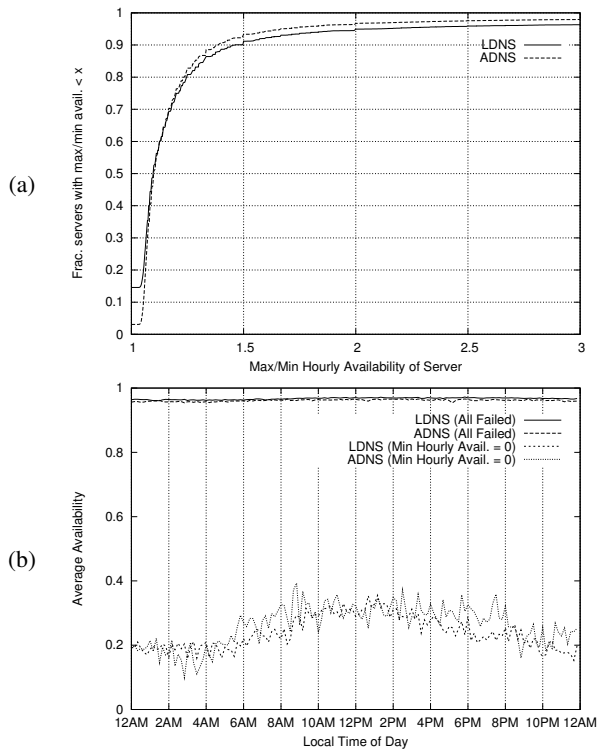 (a)
Frac. servers with max/min avail. < x
1
0.9
0.8
0.7
0.6
0.5
0.4
0.3
0.2
0.1
0
LDNS
ADNS
1 1.5 2 2.5 3
Max/Min Hourly Availability of Server
(b)
Average Availability
1
0.8
0.6
0.4
0.2
0
LDNS (All Failed)
ADNS (All Failed)
LDNS (Min Hourly Avail. = 0)
ADNS (Min Hourly Avail. = 0)
12AM 2AM 4AM 6AM 8AM 10AM 12PM 2PM 4PM 6PM 8PM 10PM 12AM
Local Time of Day